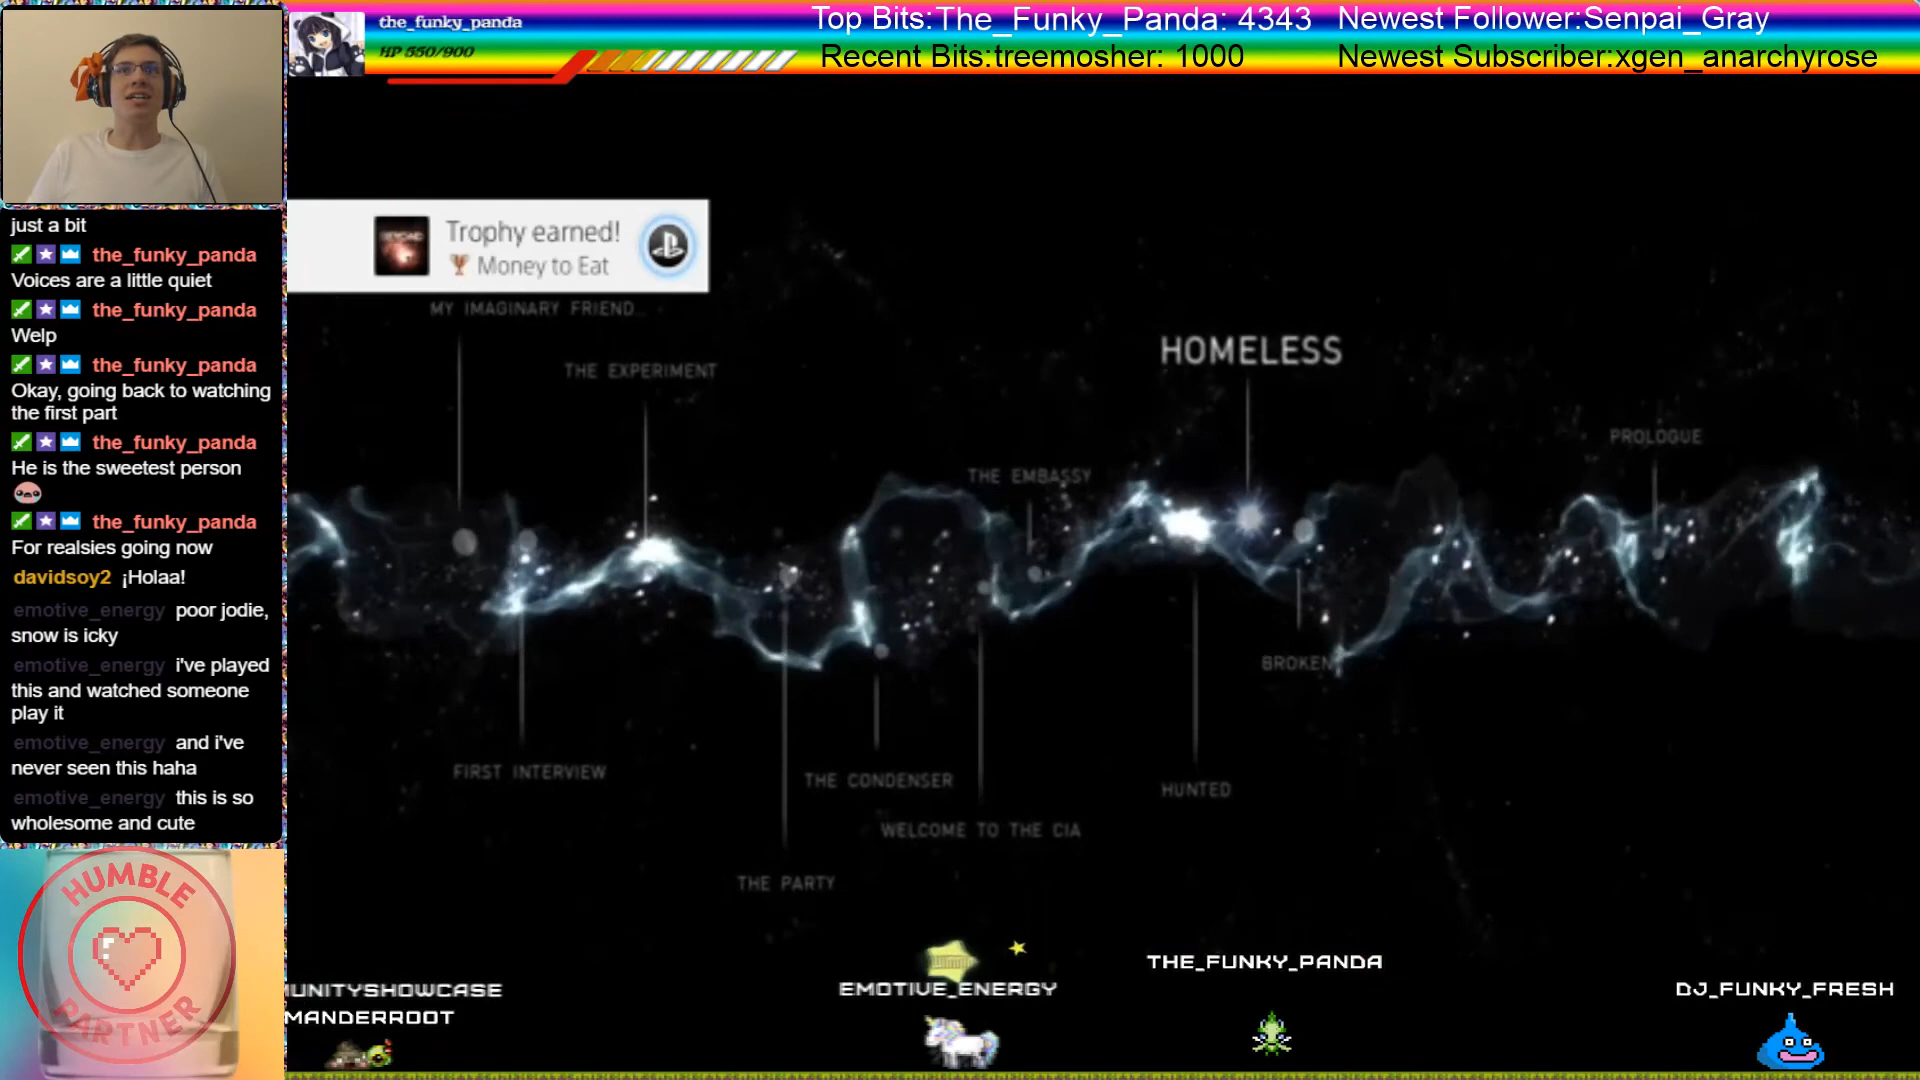 the_funky_panda
HP 550/900
Top Bits:The_Funky_Panda: 4343 Newest Follower:Senpai_Gray
Recent Bits:treemosher: 1000 Newest Subscriber:xgen_anarchyrose
just a bit
the_funky_panda
Voices are a little quiet
the_funky_panda
Welp
the_funky_panda
Okay, going back to watching
the first part
the_funky_panda
He is the sweetest person
the_funky_panda
For realsies going now
davidsoy2 ¡Holaa!
emotive_energy poor jodie,
snow is icky
emotive_energy i've played
this and watched someone
play it
emotive_energy and i've
never seen this haha
emotive_energy this is so
wholesome and cute
HUMBLE
PARTNER
Trophy earned!
Money to Eat
MY IMAGINARY FRIEND...
THE EXPERIMENT
HOMELESS
PROLOGUE
THE EMBASSY
BROKEN
FIRST INTERVIEW
THE CONDENSER
HUNTED
WELCOME TO THE CIA
THE PARTY
THE_FUNKY_PANDA
MUNITYSHOWCASE
EMOTIVE_ENERGY
DJ_FUNKY_FRESH
MANDERROOT